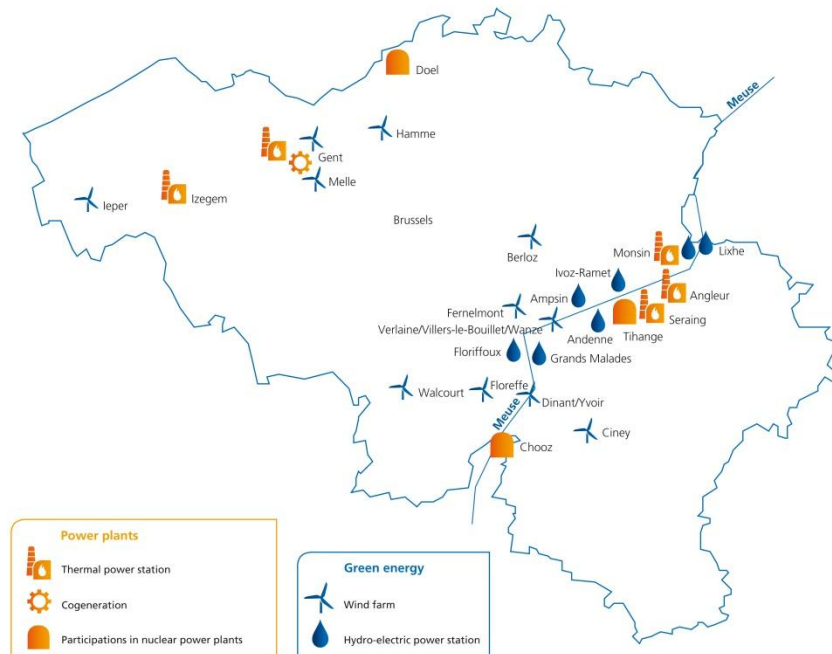 Doel
Meuse
Hamme
Gent
Melle
Izegem
Ieper
Brussels
Berloz
Monsin
Lixhe
Ivoz-Ramet
Ampsin
Angleur
Fernelmont
Seraing
Verlaine/Villers-le-Bouillet/Wanze
Andenne
Tihange
Floriffoux
Grands Malades
Walcourt
Floreffe
Dinant/Yvoir
Meuse
Ciney
Chooz
Power plants
Thermal power station
Cogeneration
Participations in nuclear power plants
Green energy
Wind farm
Hydro-electric power station